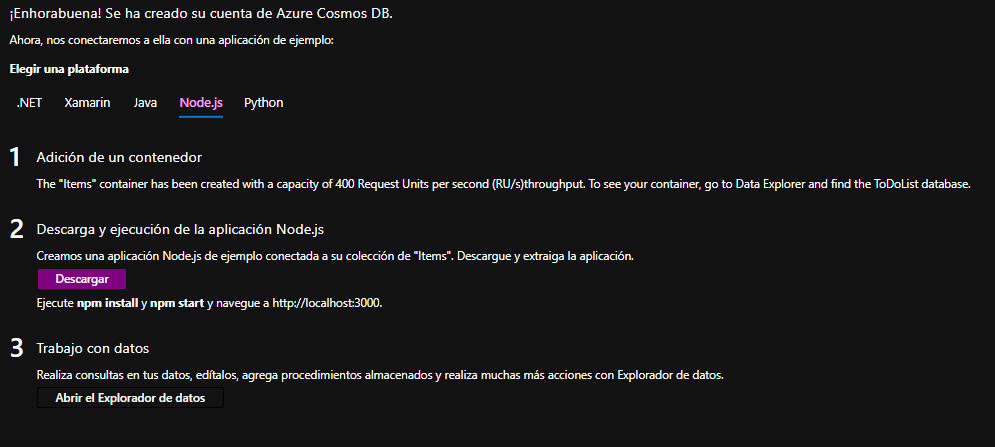 ¡Enhorabuena! Se ha creado su cuenta de Azure Cosmos DB.
Ahora, nos conectaremos a ella con una aplicación de ejemplo:
Elegir una plataforma
.NET Xamarin Java Node.js Python
1 Adición de un contenedor
The "Items" container has been created with a capacity of 400 Request Units per second (RU/s)throughput. To see your container, go to Data Explorer and find the ToDoList database.
2 Descarga y ejecución de la aplicación Node.js
Creamos una aplicación Node.js de ejemplo conectada a su colección de "Items". Descargue y extraiga la aplicación.
Descargar
Ejecute npm install y npm start y navegue a http://localhost:3000.
3 Trabajo con datos
Realiza consultas en tus datos, edítalos, agrega procedimientos almacenados y realiza muchas más acciones con Explorador de datos.
Abrir el Explorador de datos